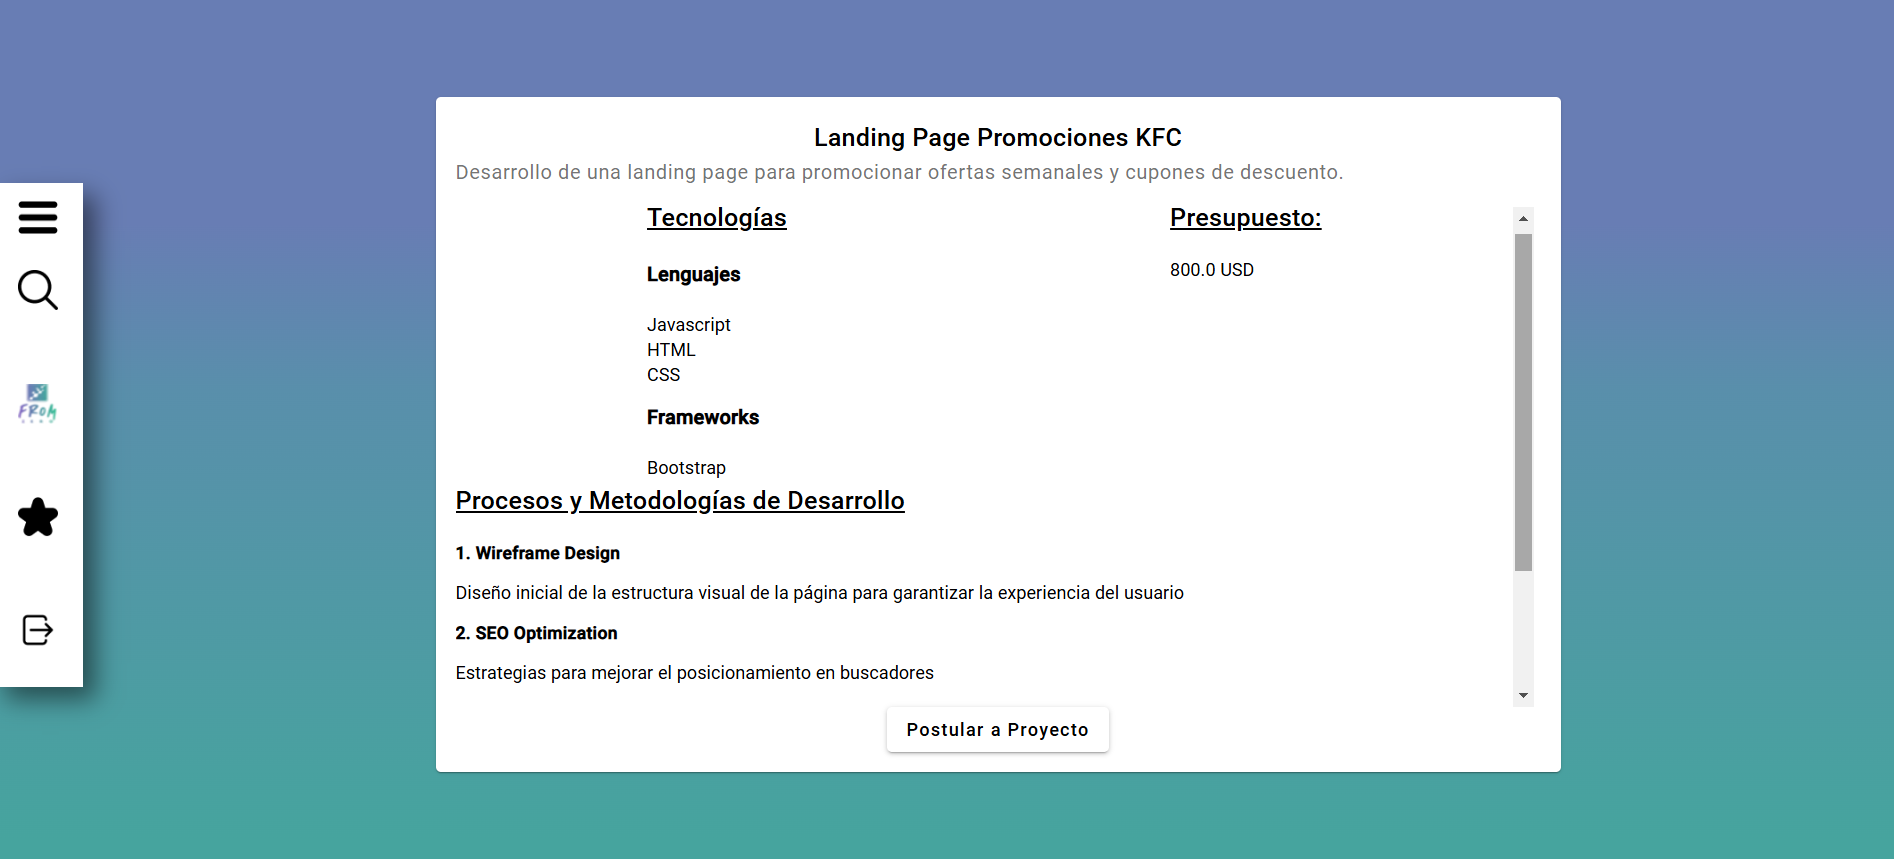 Landing Page Promociones KFC
Desarrollo de una landing page para promocionar ofertas semanales y cupones de descuento.
Tecnologías
Presupuesto:
Lenguajes
800.0 USD
Javascript
HTML
CSS
Frameworks
Bootstrap
Procesos y Metodologías de Desarrollo
1. Wireframe Design
Diseño inicial de la estructura visual de la página para garantizar la experiencia del usuario
2. SEO Optimization
Estrategias para mejorar el posicionamiento en buscadores
Postular a Proyecto
FROM